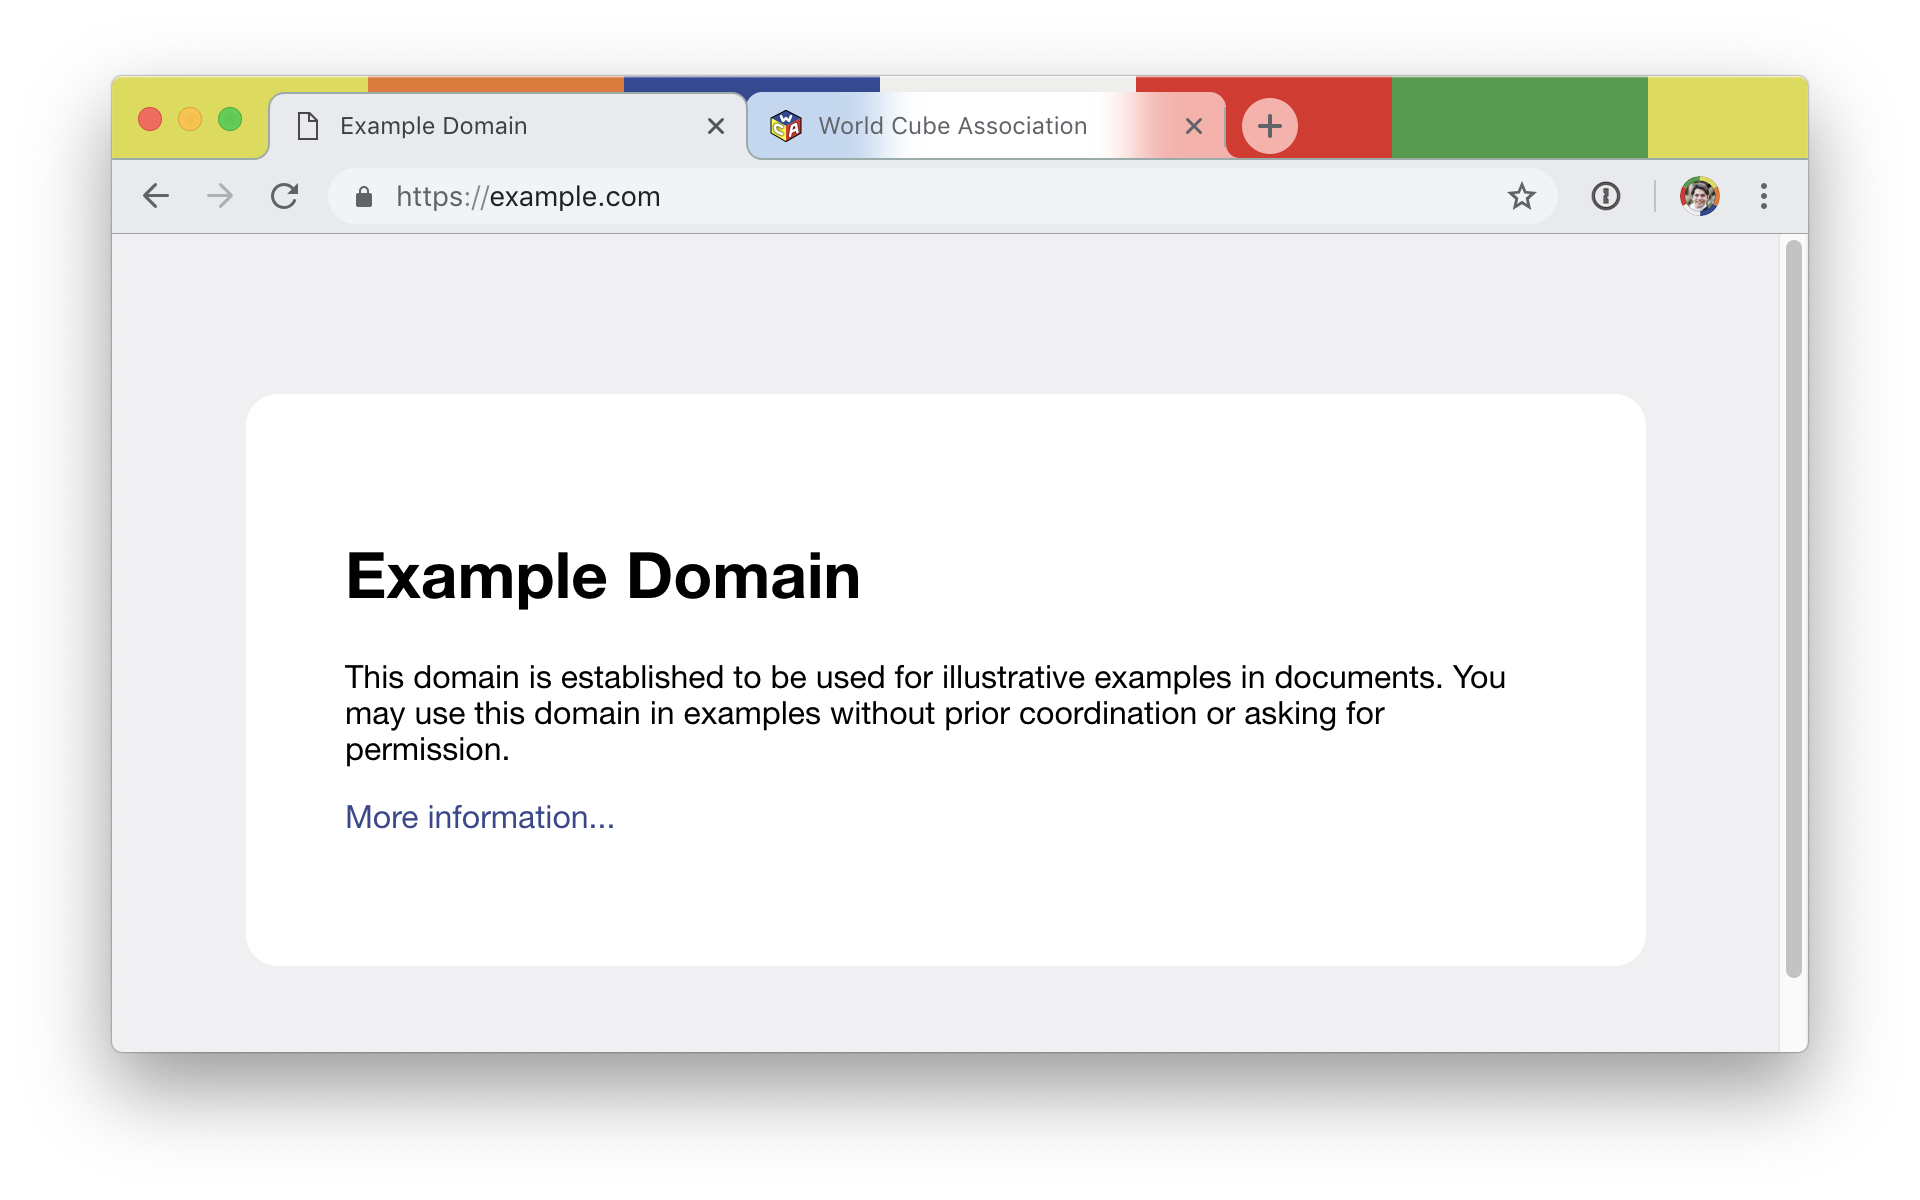 Example Domain
World Cube Association
https://example.com
Example Domain
This domain is established to be used for illustrative examples in documents. You
may use this domain in examples without prior coordination or asking for
permission.
More information...